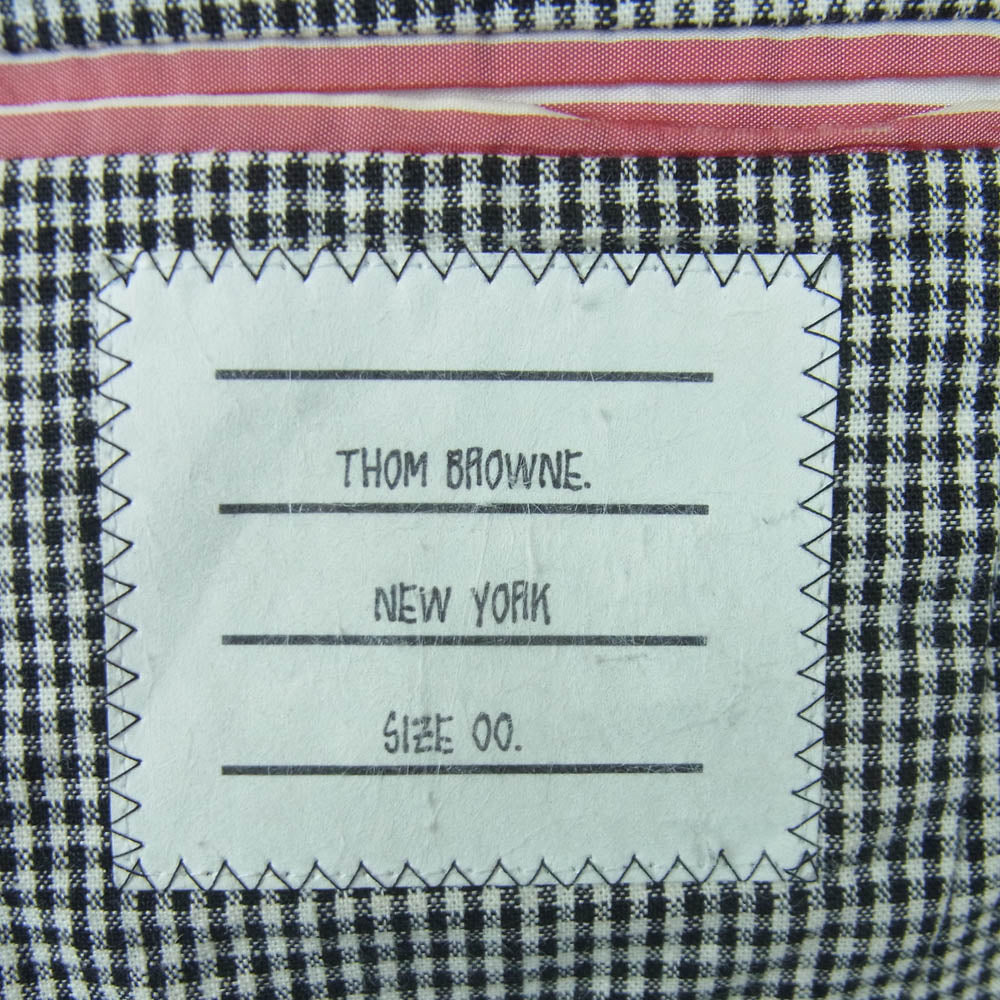 THOM BROWNE.
NEW YORK
SIZE 00.